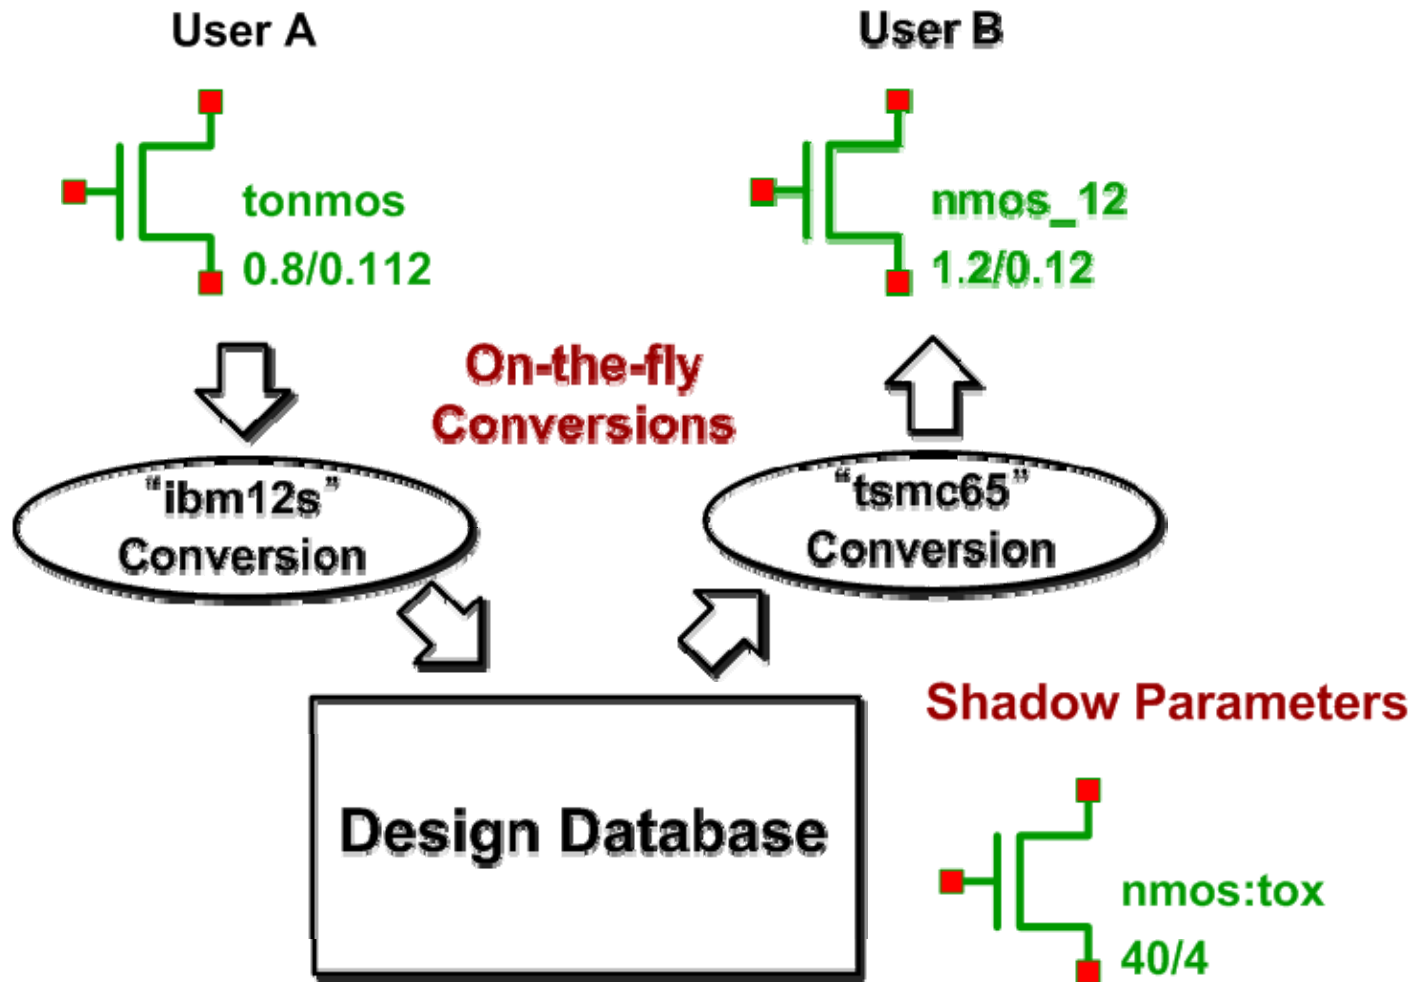 User A
User B
tonmos
0.8/0.112
nmos_12
1.2/0.12
On-the-fly
Conversions
“ibm12s”
Conversion
“tsmc65”
Conversion
Shadow Parameters
Design Database
nmos:tox
40/4